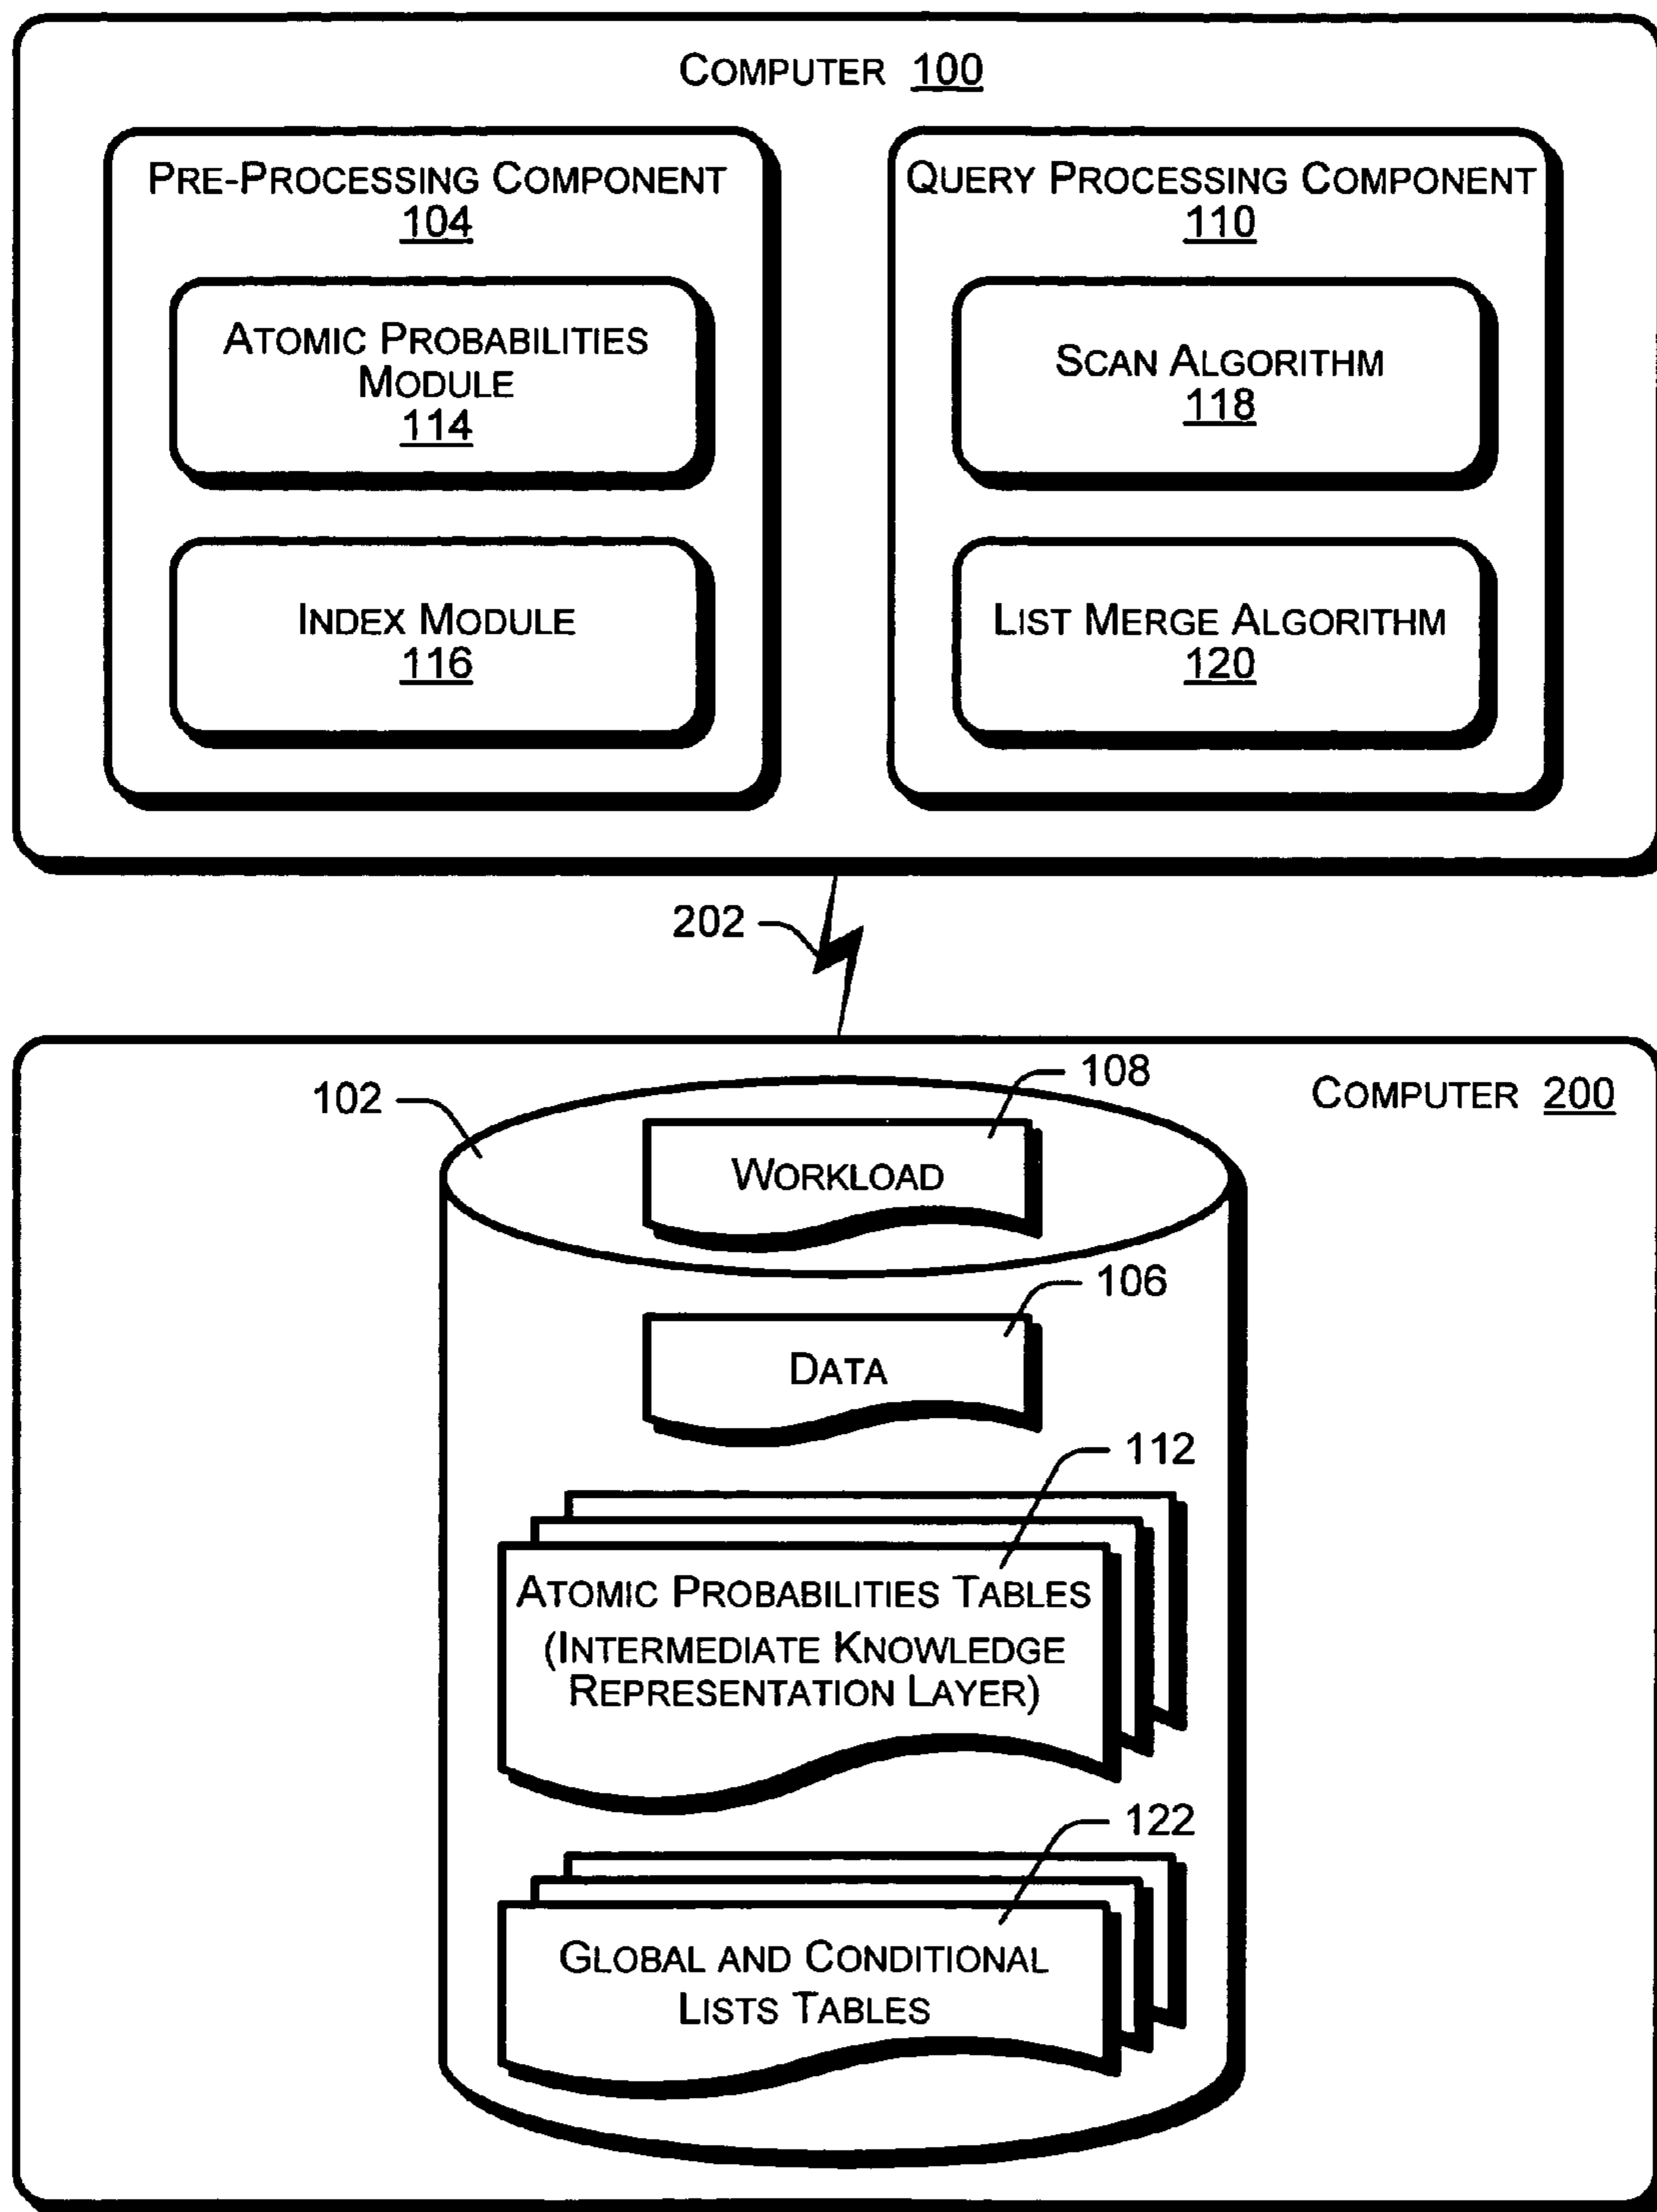 COMPUTER 100
PRE-PROCESSING COMPONENT
104
ATOMIC PROBABILITIES
MODULE
114
INDEX MODULE
116
QUERY PROCESSING COMPONENT
110
SCAN ALGORITHM
118
LIST MERGE ALGORITHM
120
202
COMPUTER 200
102
108
WORKLOAD
106
DATA
112
ATOMIC PROBABILITIES TABLES
(INTERMEDIATE KNOWLEDGE
REPRESENTATION LAYER)
122
GLOBAL AND CONDITIONAL
LISTS TABLES